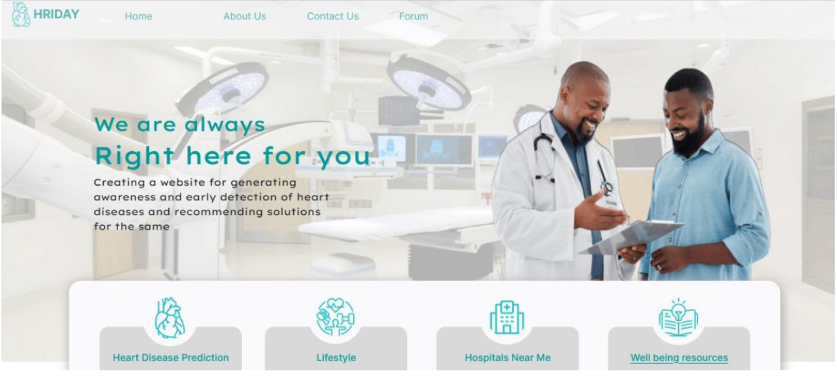 HRIDAY
Home
About Us
Contact Us
Forum
We are always
Right here for you
Creating a website for generating
awareness and early detection of heart
diseases and recommending solutions
for the same
Heart Disease Prediction
Lifestyle
Hospitals Near Me
Well being resources